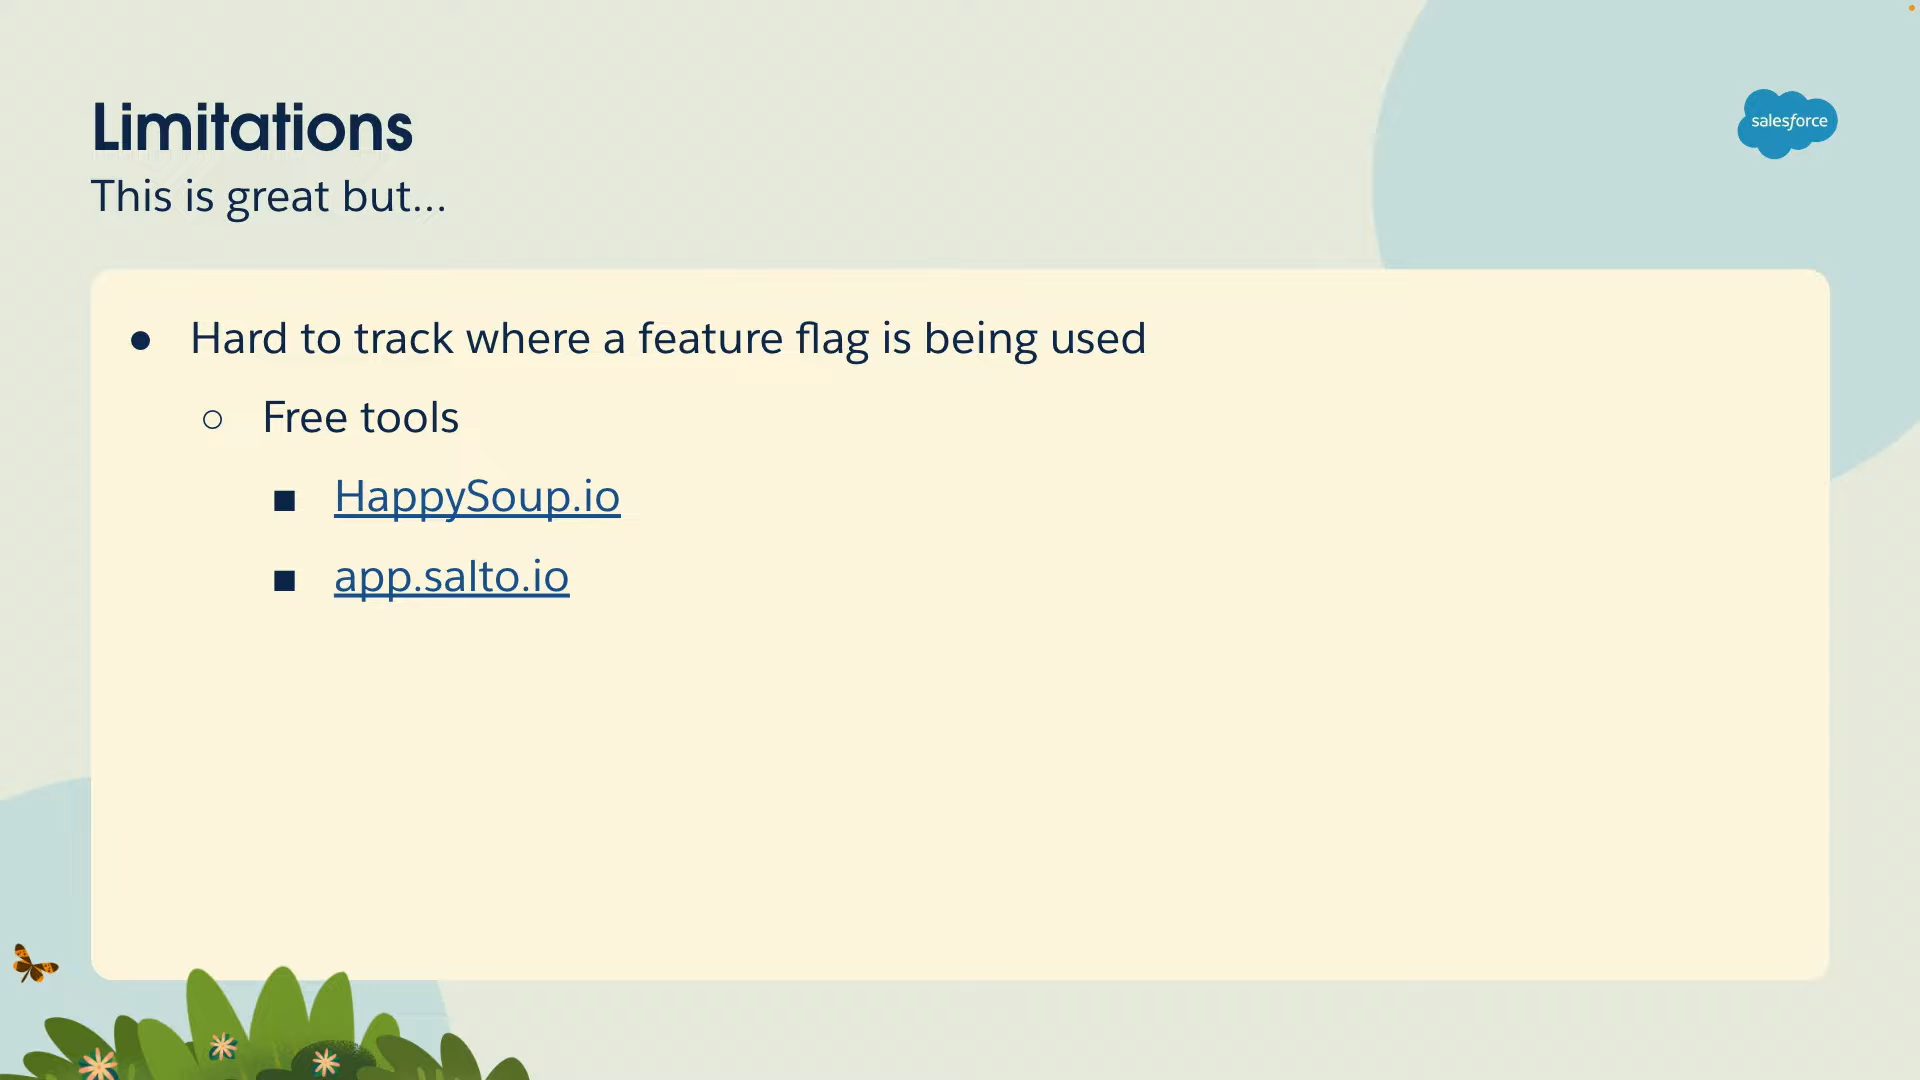 Limitations
salesforce
This is great but...
● Hard to track where a feature flag is being used
○ Free tools
■ HappySoup.io
■ app.salto.io